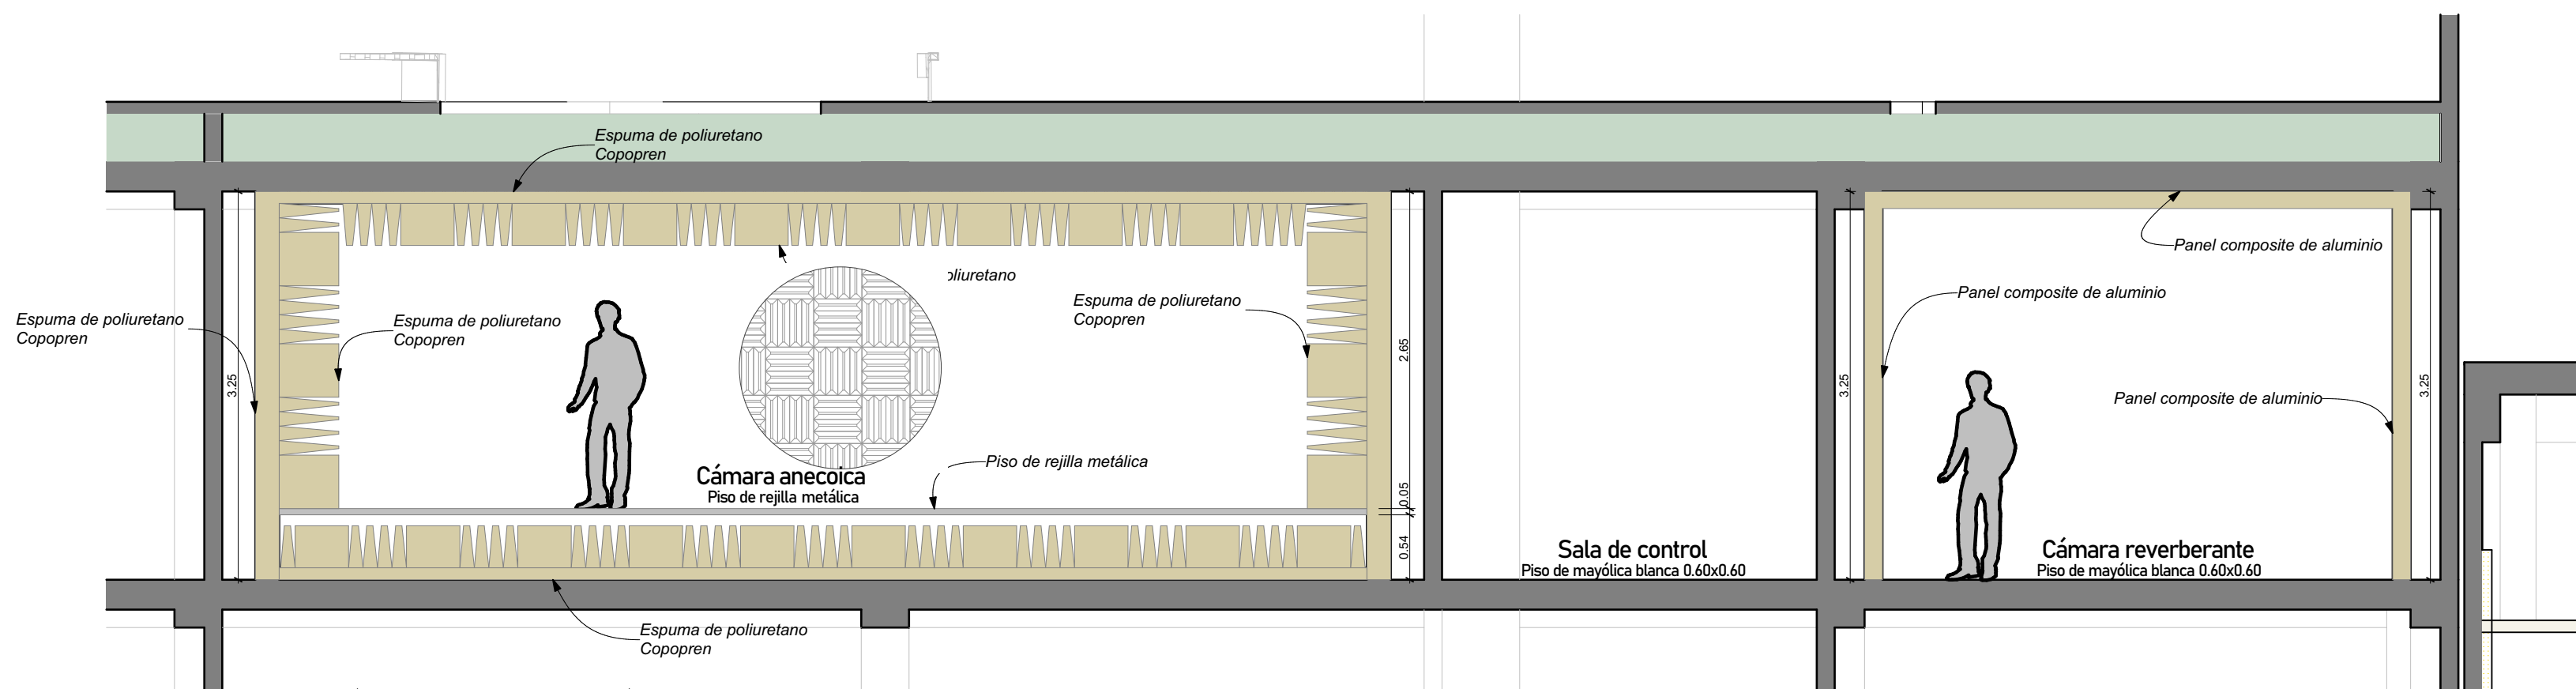 Espuma de poliuretano
Copopren
Espuma de poliuretano
Copopren
3.25
Espuma de poliuretano
Copopren
oliuretano
Espuma de poliuretano
Copopren
Piso de rejilla metálica
Cámara anecoica
Piso de rejilla metálica
2.65
0.05
0.54
Espuma de poliuretano
Copopren
Sala de control
Piso de mayólica blanca 0.60x0.60
3.25
Panel composite de aluminio
Panel composite de aluminio
Panel composite de aluminio
3.25
Cámara reverberante
Piso de mayólica blanca 0.60x0.60